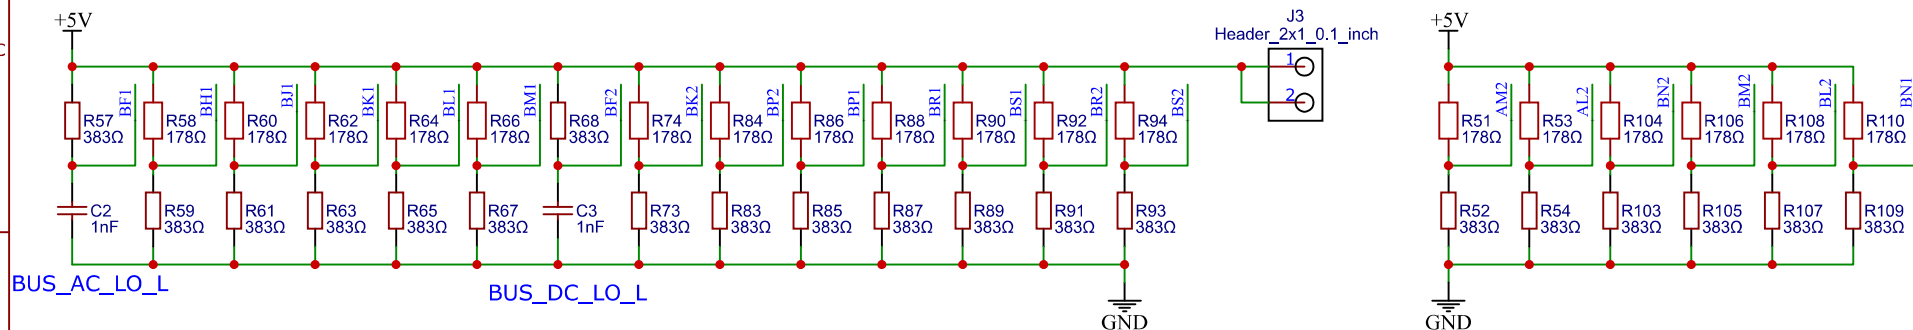 +5V
J3
Header_2x1_0.1_inch
+5V
C
1
2
BF1
BH1
BJ1
BK1
BL1
BM1
BF2
BK2
BP2
BP1
BR1
BS1
BR2
BS2
AM2
AL2
BN2
BM2
BL2
BN1
R57
383Ω
R58
178Ω
R60
178Ω
R62
178Ω
R64
178Ω
R66
178Ω
R68
383Ω
R74
178Ω
R84
178Ω
R86
178Ω
R88
178Ω
R90
178Ω
R92
178Ω
R94
178Ω
R51
178Ω
R53
178Ω
R104
178Ω
R106
178Ω
R108
178Ω
R110
178Ω
C2
1nF
R59
383Ω
R61
383Ω
R63
383Ω
R65
383Ω
R67
383Ω
C3
1nF
R73
383Ω
R83
383Ω
R85
383Ω
R87
383Ω
R89
383Ω
R91
383Ω
R93
383Ω
R52
383Ω
R54
383Ω
R103
383Ω
R105
383Ω
R107
383Ω
R109
383Ω
BUS_AC_LO_L
BUS_DC_LO_L
GND
GND